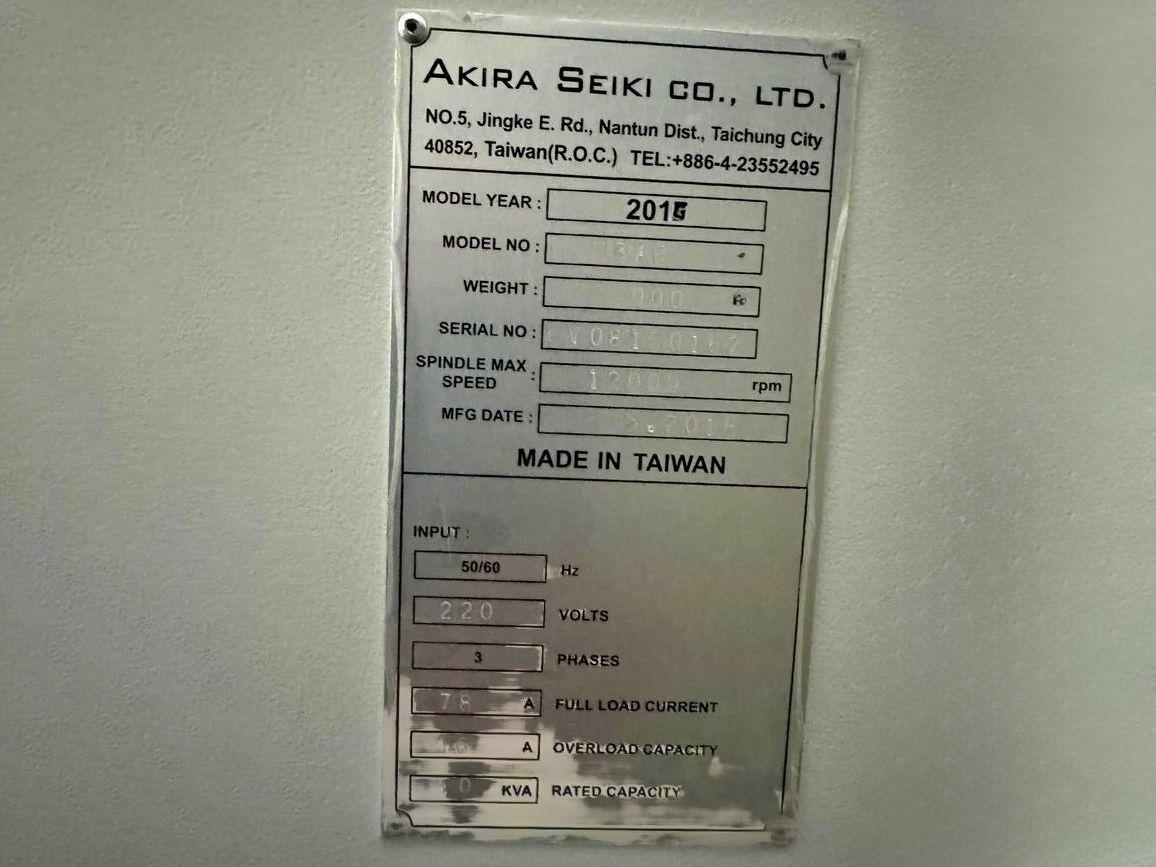 AKIRA SEIKI CO., LTD.
NO.5, Jingke E. Rd., Nantun Dist., Taichung City
40852, Taiwan(R.O.C.) TEL:+886-4-23552495
MODEL YEAR :
MODEL NO :
WEIGHT :
SERIAL NO :
SPINDLE MAX SPEED : 12000 rpm
MFG DATE :
MADE IN TAIWAN
INPUT :
50/60 Hz
220 VOLTS
3 PHASES
78 A FULL LOAD CURRENT
A OVERLOAD CAPACITY
KVA RATED CAPACITY